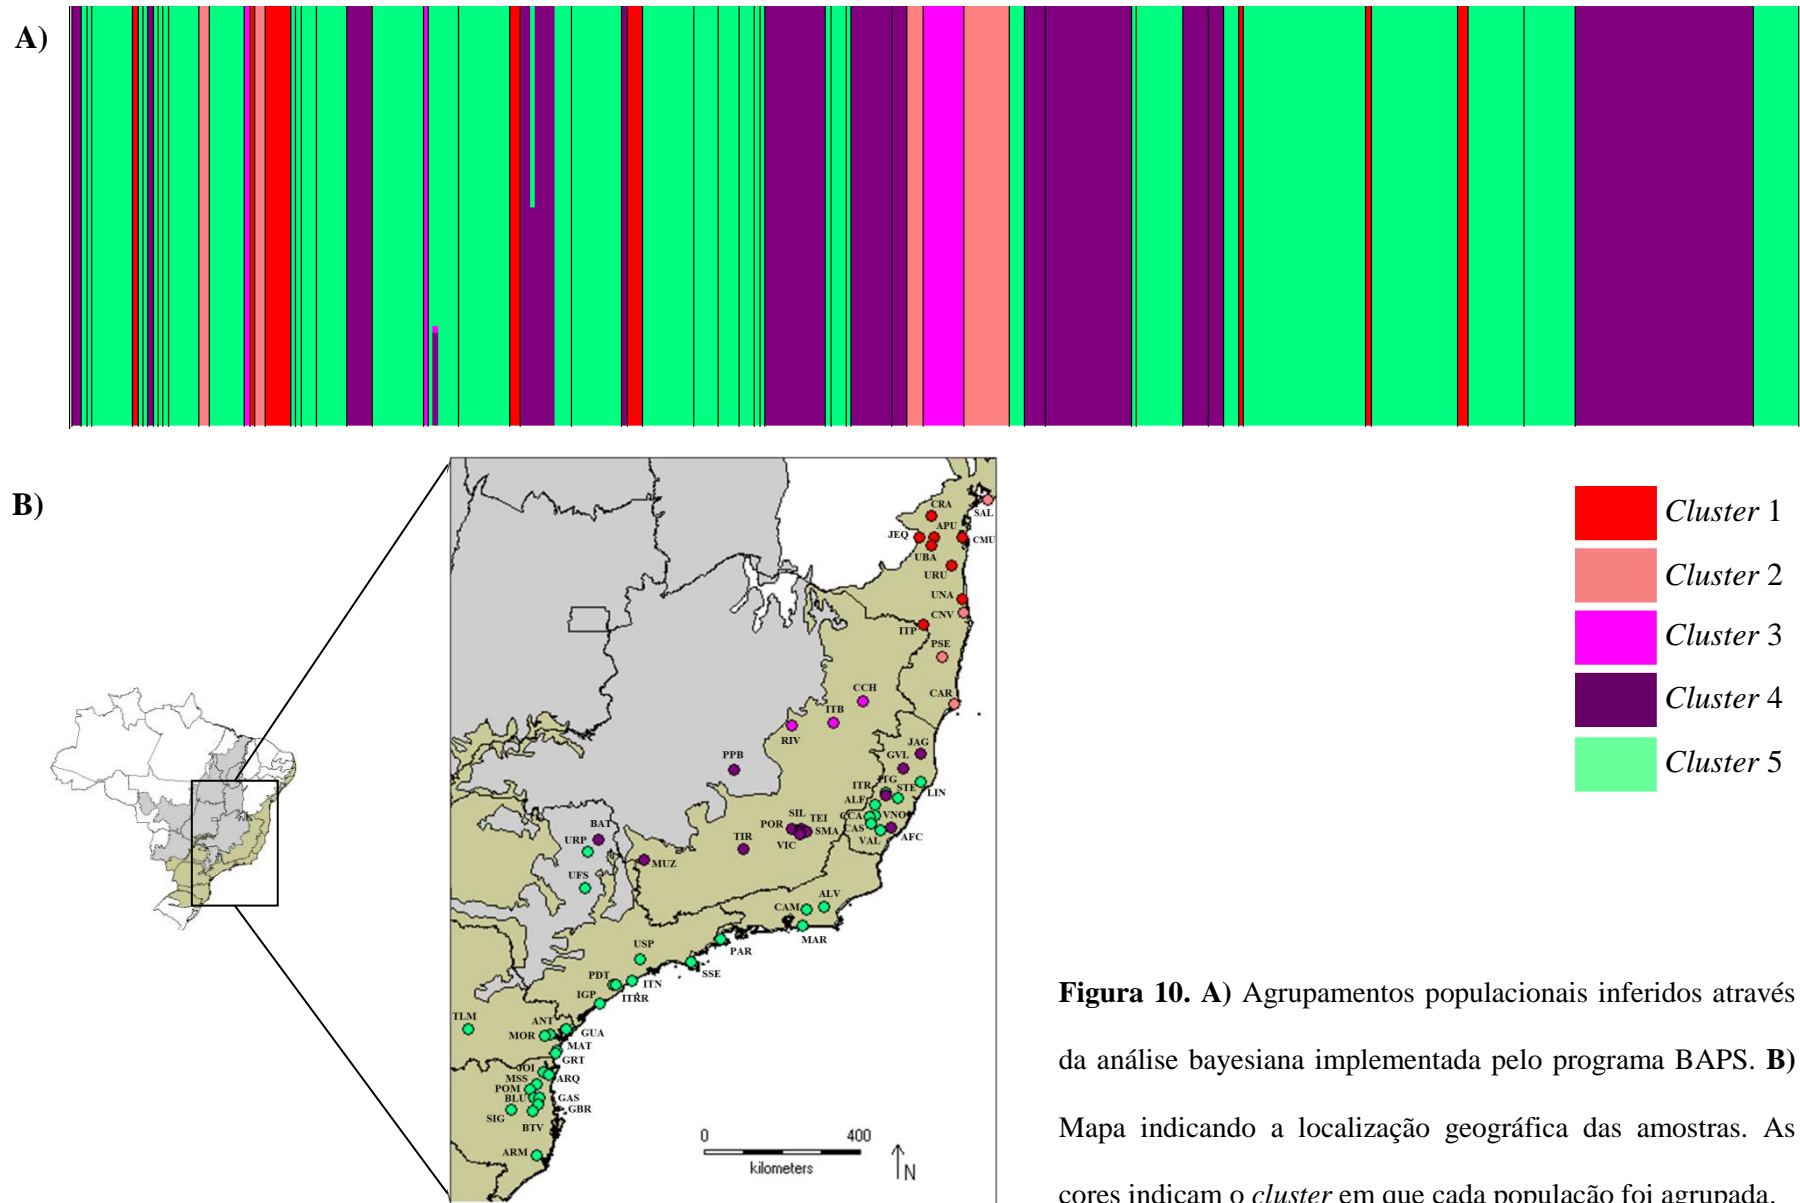 A)
B)
Cluster 1
Cluster 2
Cluster 3
Cluster 4
Cluster 5
CRA
SAL
JEQ
APU
CMU
UBA
URU
UNA
CNV
ITP
PSE
CAR
CCH
ITB
RIV
PPB
JAG
GVL
ITG
ITR
STE
LIN
ALF
CCA
VNO
CAS
AFC
VAL
SIL
TEI
POR
SMA
VIC
TIR
BAT
URP
MUZ
UFS
ALV
CAM
MAR
PAR
USP
SSE
PDT
ITN
ITRR
IGP
TLM
ANT
GUA
MOR
MAT
GRT
JOI
MSS
ARQ
POM
BLU
GAS
GBR
SIG
BTV
ARM
0 400
kilometers
N
Figura 10. A) Agrupamentos populacionais inferidos através
da análise bayesiana implementada pelo programa BAPS. B)
Mapa indicando a localização geográfica das amostras. As
cores indicam o cluster em que cada população foi agrupada.